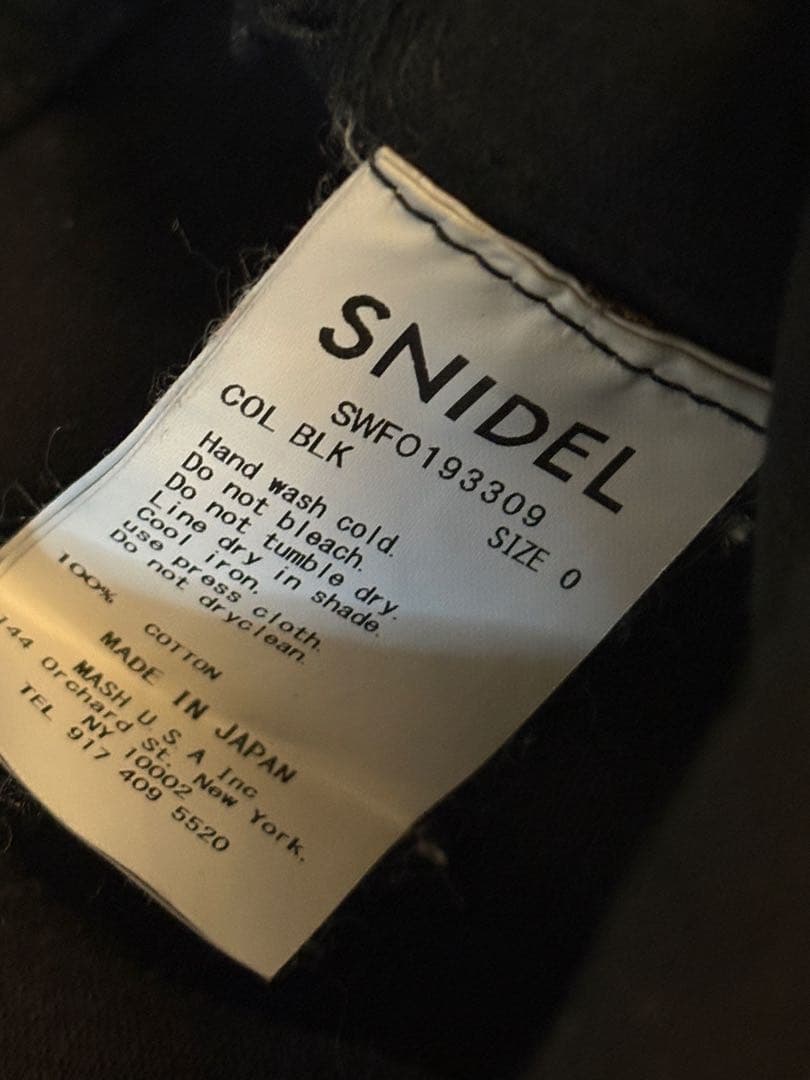 SNIDEL
SWFO193309
COL BLK SIZE 0
Hand wash cold.
Do not bleach.
Do not tumble dry.
Line dry in shade.
Cool iron.
use press cloth.
Do not dryclean.
100% COTTON
MADE IN JAPAN
MASH U S A Inc
144 Orchard St. New York.
NY 10002
TEL 917 409 5520